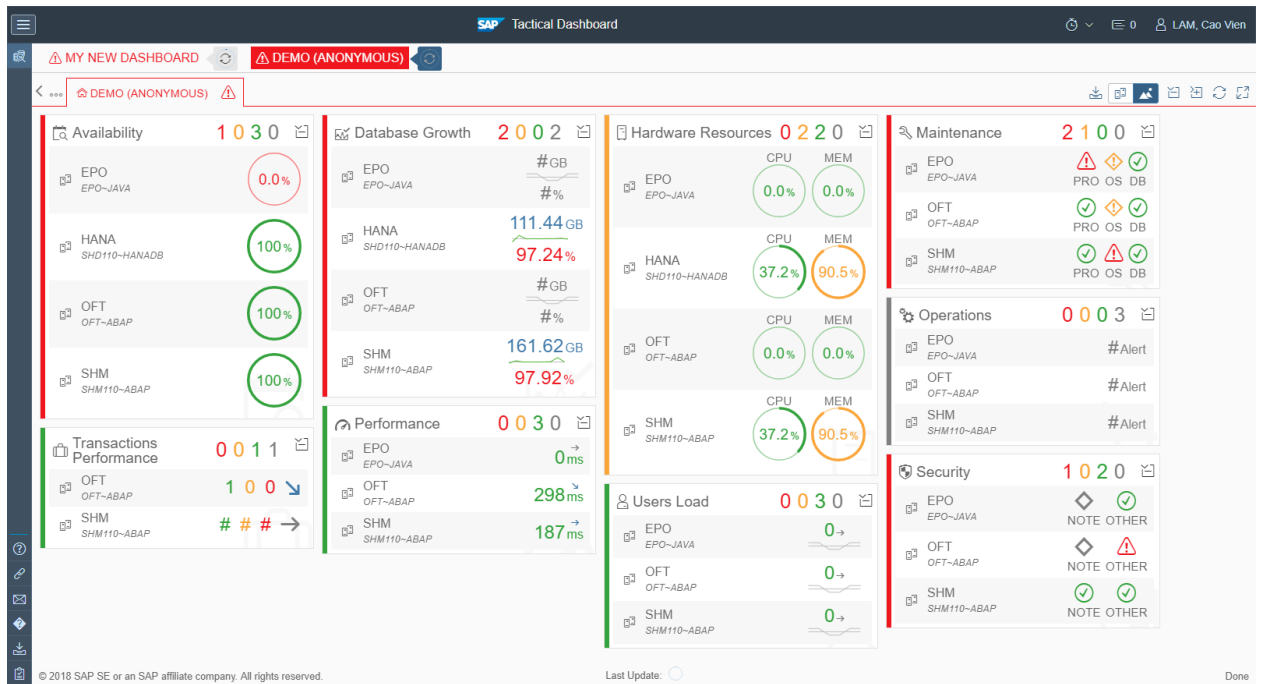 SAP Tactical Dashboard
0
LAM, Cao Vien
MY NEW DASHBOARD
DEMO (ANONYMOUS)
DEMO (ANONYMOUS)
Availability 1 0 3 0
EPO
EPO~JAVA
0.0%
HANA
SHD110~HANADB
100%
OFT
OFT~ABAP
100%
SHM
SHM110~ABAP
100%
Transactions
Performance
0 0 1 1
OFT
OFT~ABAP
1 0 0
SHM
SHM110~ABAP
# # #
Database Growth 2 0 0 2
EPO
EPO~JAVA
#GB
#%
HANA
SHD110~HANADB
111.44GB
97.24%
OFT
OFT~ABAP
#GB
#%
SHM
SHM110~ABAP
161.62GB
97.92%
Performance 0 0 3 0
EPO
EPO~JAVA
0ms
OFT
OFT~ABAP
298ms
SHM
SHM110~ABAP
187ms
Hardware Resources 0 2 2 0
EPO
EPO~JAVA
CPU MEM
0.0% 0.0%
HANA
SHD110~HANADB
CPU MEM
37.2% 90.5%
OFT
OFT~ABAP
CPU MEM
0.0% 0.0%
SHM
SHM110~ABAP
CPU MEM
37.2% 90.5%
Users Load 0 0 3 0
EPO
EPO~JAVA
0
OFT
OFT~ABAP
0
SHM
SHM110~ABAP
0
Maintenance 2 1 0 0
EPO
EPO~JAVA
PRO OS DB
OFT
OFT~ABAP
PRO OS DB
SHM
SHM110~ABAP
PRO OS DB
Operations 0 0 0 3
EPO
EPO~JAVA
#Alert
OFT
OFT~ABAP
#Alert
SHM
SHM110~ABAP
#Alert
Security 1 0 2 0
EPO
EPO~JAVA
NOTE OTHER
OFT
OFT~ABAP
NOTE OTHER
SHM
SHM110~ABAP
NOTE OTHER
© 2018 SAP SE or an SAP affiliate company. All rights reserved.
Last Update:
Done